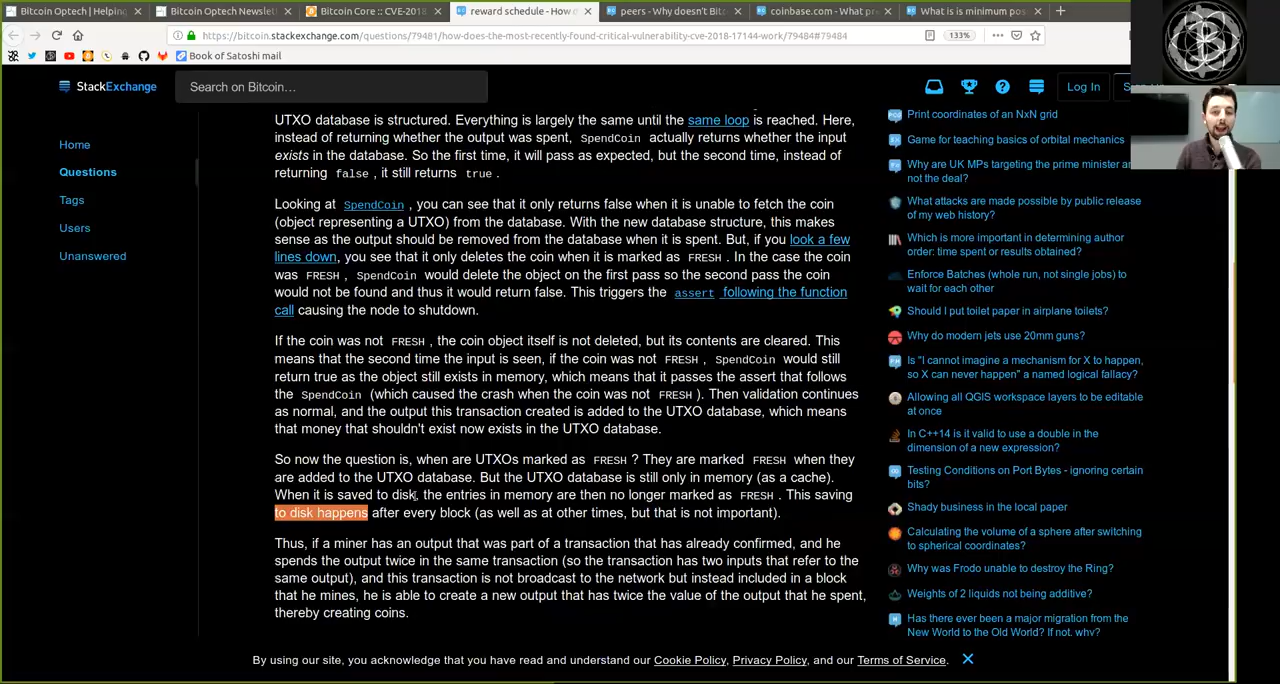 Bitcoin Optech | Helping
Bitcoin Optech Newslet
Bitcoin Core :: CVE-2018
reward schedule - How d
peers - Why doesn't Bitc
coinbase.com - What pr
What is is minimum pos
https://bitcoin.stackexchange.com/questions/79481/how-does-the-most-recently-found-critical-vulnerability-cve-2018-17144-work/79484#79484
133%
Book of Satoshi mail
StackExchange
Search on Bitcoin…
Log In
Home
Questions
Tags
Users
Unanswered
UTXO database is structured. Everything is largely the same until the same loop is reached. Here,
instead of returning whether the output was spent, SpendCoin actually returns whether the input
exists in the database. So the first time, it will pass as expected, but the second time, instead of
returning false, it still returns true.
Looking at SpendCoin, you can see that it only returns false when it is unable to fetch the coin
(object representing a UTXO) from the database. With the new database structure, this makes
sense as the output should be removed from the database when it is spent. But, if you look a few
lines down, you see that it only deletes the coin when it is marked as FRESH. In the case the coin
was FRESH, SpendCoin would delete the object on the first pass so the second pass the coin
would not be found and thus it would return false. This triggers the assert following the function
call causing the node to shutdown.
If the coin was not FRESH, the coin object itself is not deleted, but its contents are cleared. This
means that the second time the input is seen, if the coin was not FRESH, SpendCoin would still
return true as the object still exists in memory, which means that it passes the assert that follows
the SpendCoin (which caused the crash when the coin was not FRESH). Then validation continues
as normal, and the output this transaction created is added to the UTXO database, which means
that money that shouldn't exist now exists in the UTXO database.
So now the question is, when are UTXOs marked as FRESH? They are marked FRESH when they
are added to the UTXO database. But the UTXO database is still only in memory (as a cache).
When it is saved to disk, the entries in memory are then no longer marked as FRESH. This saving
to disk happens after every block (as well as at other times, but that is not important).
Thus, if a miner has an output that was part of a transaction that has already confirmed, and he
spends the output twice in the same transaction (so the transaction has two inputs that refer to the
same output), and this transaction is not broadcast to the network but instead included in a block
that he mines, he is able to create a new output that has twice the value of the output that he spent,
thereby creating coins.
Print coordinates of an NxN grid
Game for teaching basics of orbital mechanics
Why are UK MPs targeting the prime minister an
not the deal?
What attacks are made possible by public release
of my web history?
Which is more important in determining author
order: time spent or results obtained?
Enforce Batches (whole run, not single jobs) to
wait for each other
Should I put toilet paper in airplane toilets?
Why do modern jets use 20mm guns?
Is "I cannot imagine a mechanism for X to happen,
so X can never happen" a named logical fallacy?
Allowing all QGIS workspace layers to be editable
at once
In C++14 is it valid to use a double in the
dimension of a new expression?
Testing Conditions on Port Bytes - ignoring certain
bits?
Shady business in the local paper
Calculating the volume of a sphere after switching
to spherical coordinates?
Why was Frodo unable to destroy the Ring?
Weights of 2 liquids not being additive?
Has there ever been a major migration from the
New World to the Old World? If not, why?
By using our site, you acknowledge that you have read and understand our Cookie Policy, Privacy Policy, and our Terms of Service.